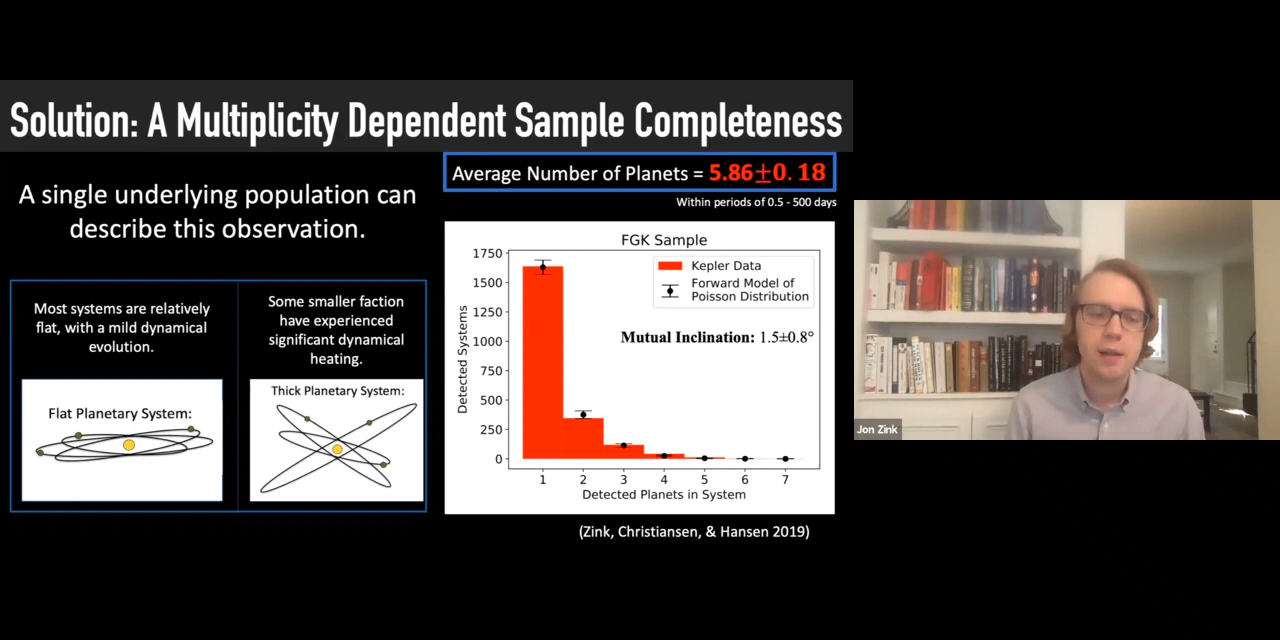 Solution: A Multiplicity Dependent Sample Completeness
A single underlying population can
describe this observation.
Most systems are relatively
flat, with a mild dynamical
evolution.
Flat Planetary System:
Some smaller faction
have experienced
significant dynamical
heating.
Thick Planetary System:
Average Number of Planets = 5.86±0.18
Within periods of 0.5 - 500 days
FGK Sample
Kepler Data
Forward Model of
Poisson Distribution
Mutual Inclination: 1.5±0.8°
Detected Systems
1750
1500
1250
1000
750
500
250
0
1 2 3 4 5 6 7
Detected Planets in System
(Zink, Christiansen, & Hansen 2019)
Jon Zink